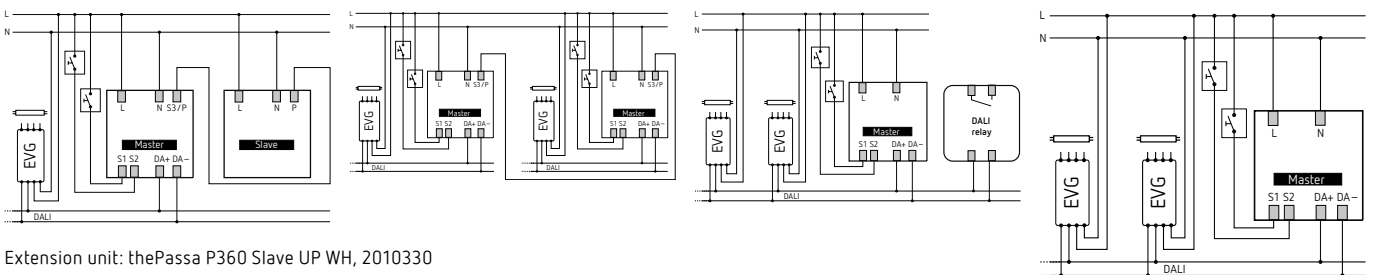 L
N
L N S3/P L N P
EVG
Master Slave
S1 S2 DA+ DA−
DALI
L
N
L N S3/P L N S3/P
EVG Master EVG Master
S1 S2 DA+ DA− S1 S2 DA+ DA−
DALI DALI
L
N
L N
DALI
relay
EVG EVG Master
S1 S2 DA+ DA−
DALI
L
N
L N
EVG EVG Master
S1 S2 DA+ DA−
DALI
Extension unit: thePassa P360 Slave UP WH, 2010330